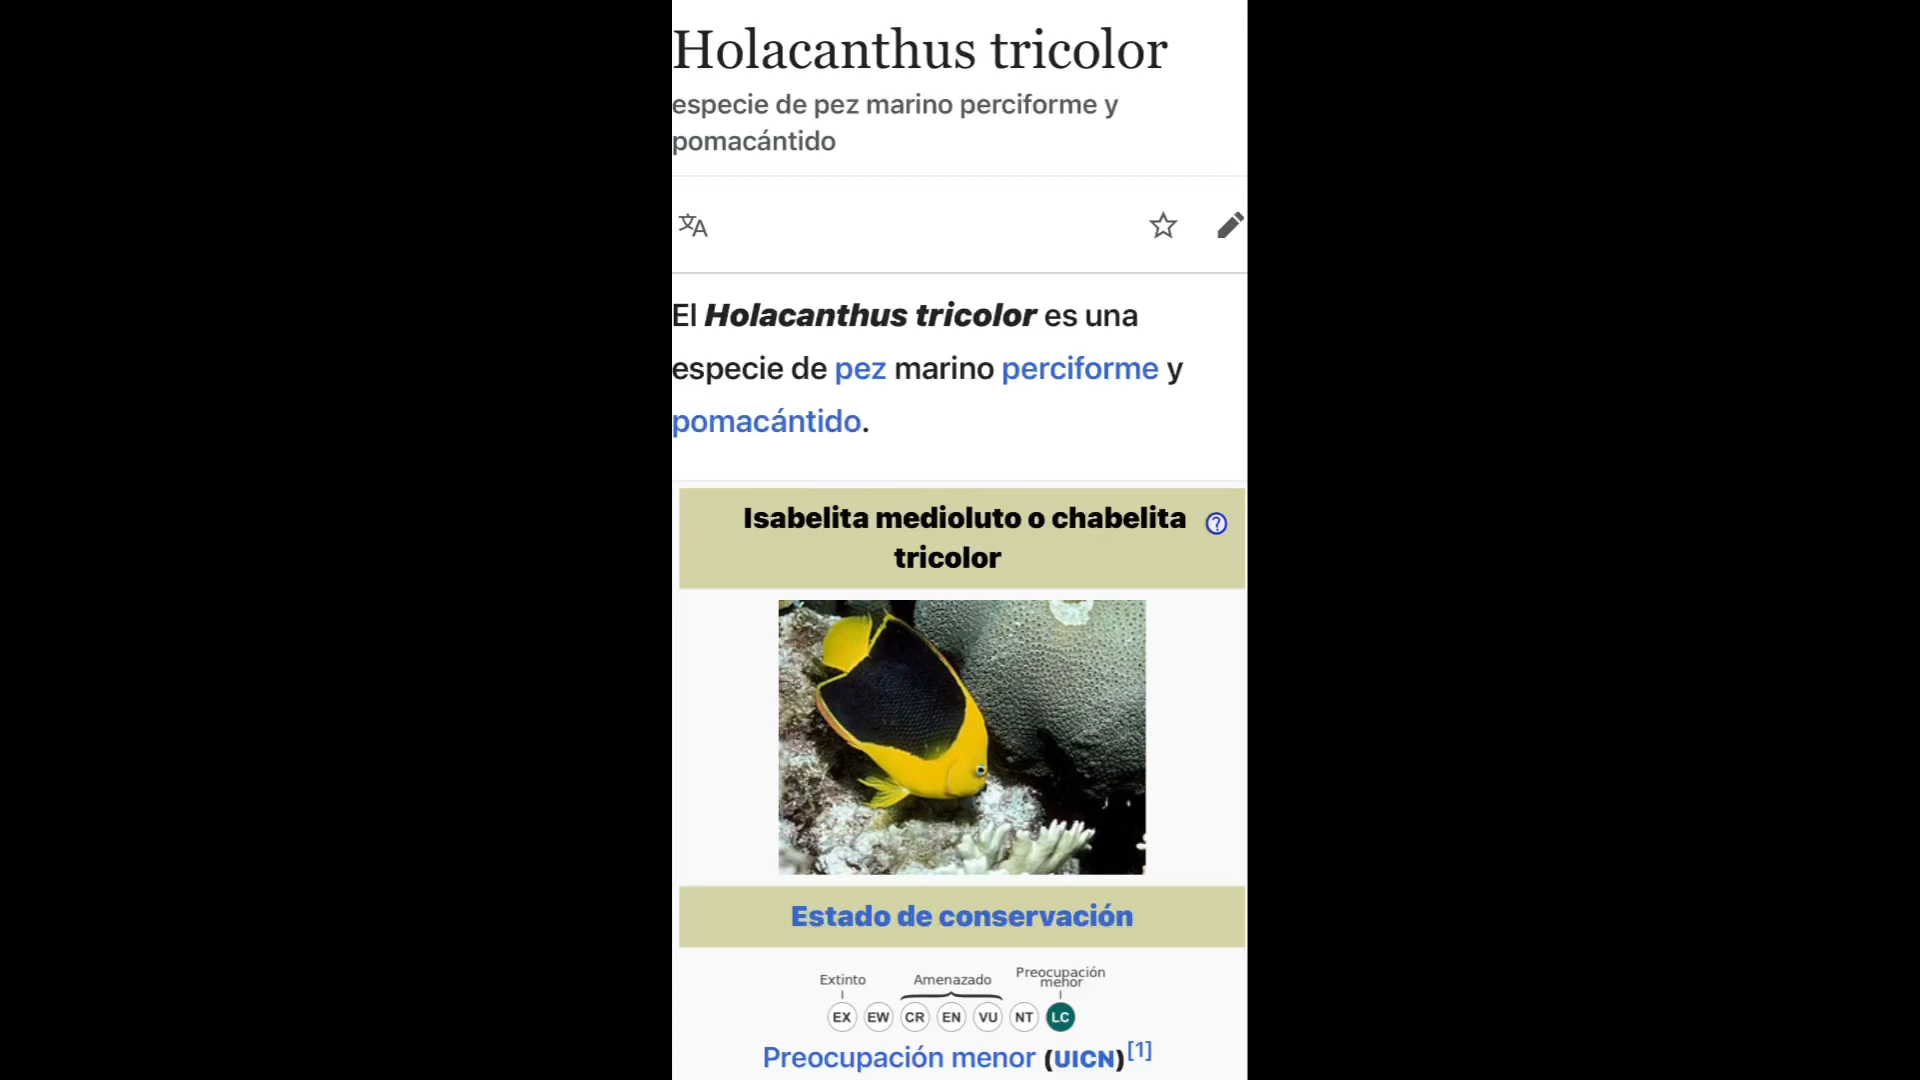 Holacanthus tricolor
especie de pez marino perciforme y
pomacántido
El Holacanthus tricolor es una
especie de pez marino perciforme y
pomacántido.
Isabelita medioluto o chabelita
tricolor
Estado de conservación
Extinto Amenazado Preocupación
menor
EX EW CR EN VU NT LC
Preocupación menor (UICN)[1]